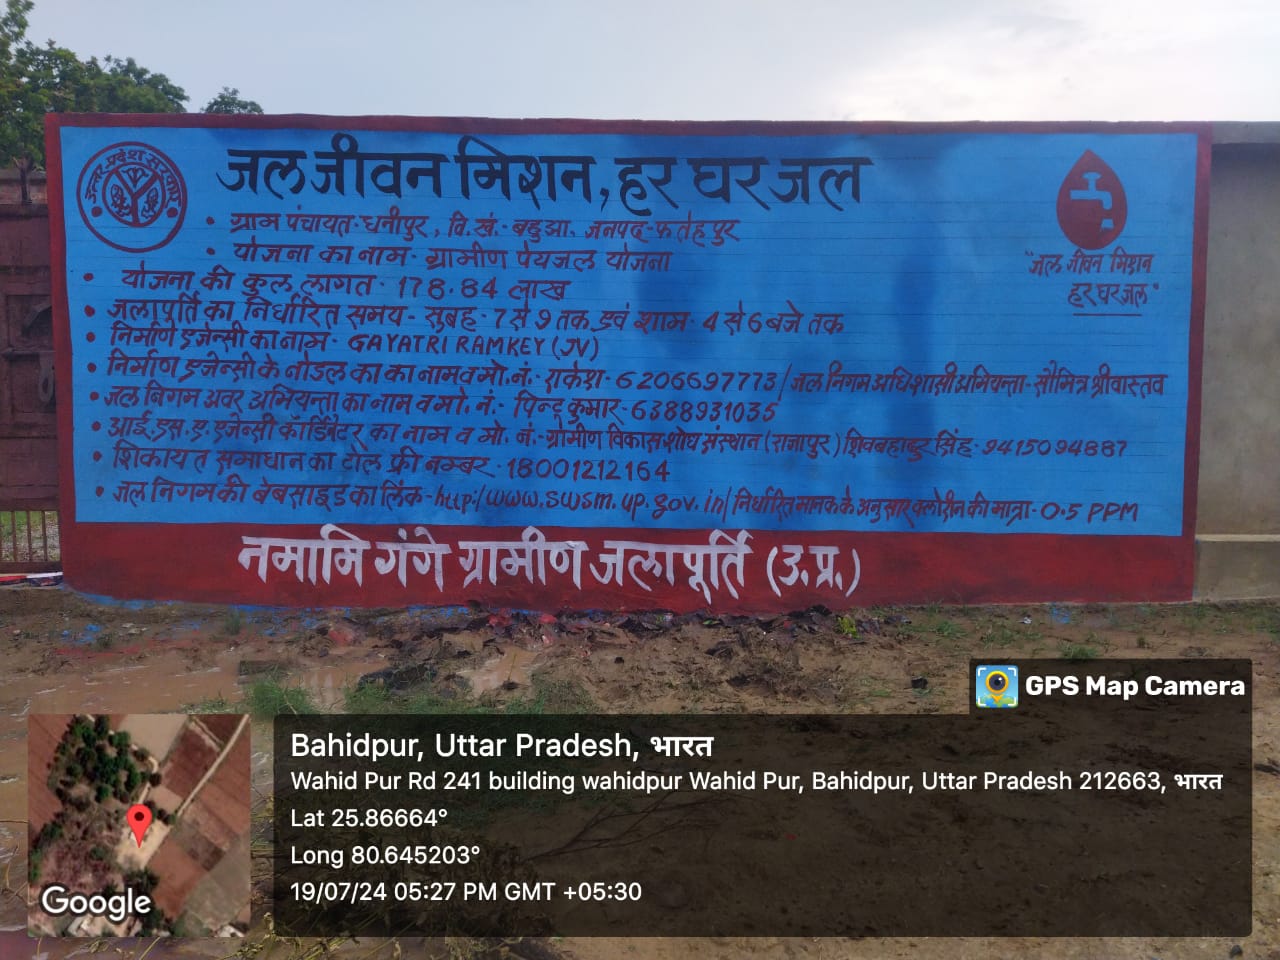 उत्तर प्रदेश सरकार
जल जीवन मिशन, हर घर जल
• ग्राम पंचायत- धनीपुर, वि.खं.- बहुआ. जनपद-फतेहपुर
• योजना का नाम- ग्रामीण पेयजल योजना
• योजना की कुल लागत- 178.84 लाख
• जलापूर्ति का निर्धारित समय- सुबह- 7 से 9 तक एवं शाम- 4 से 6 बजे तक
• निर्माण एजेन्सी का नाम- GAYATRI RAMKEY (JV)
• निर्माण एजेन्सी के नोडल का का नाम व मो. नं.- राकेश- 6206697773/जल निगम अधिशासी अभियन्ता- सौमित्र श्रीवास्तव
• जल निगम अवर अभियन्ता का नाम व मो. नं.- पिन्टू कुमार-6388931035
• आई.एस.ए. एजेन्सी कॉर्डिनेटर का नाम व मो. नं.-ग्रामीण विकास शोध संस्थान (राजापुर) शिवबहादुर सिंह- 9415094887
• शिकायत समाधान का टोल फ्री नम्बर- 18001212164
• जल निगम की बेबसाइड का लिंक-http://www.swsm.up.gov.in/निर्धारित मानक के अनुसार क्लोरीन की मात्रा- 0.5 PPM
"जल जीवन मिशन
हर घर जल"
नमामि गंगे ग्रामीण जलापूर्ति (उ.प्र.)
GPS Map Camera
Bahidpur, Uttar Pradesh, भारत
Wahid Pur Rd 241 building wahidpur Wahid Pur, Bahidpur, Uttar Pradesh 212663, भारत
Lat 25.86664°
Long 80.645203°
19/07/24 05:27 PM GMT +05:30
Google